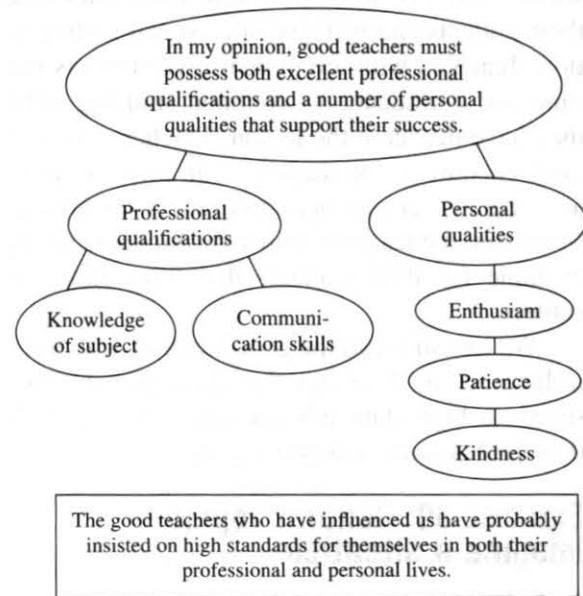 In my opinion, good teachers must
possess both excellent professional
qualifications and a number of personal
qualities that support their success.
Professional
qualifications
Personal
qualities
Knowledge
of subject
Communi-
cation skills
Enthusiam
Patience
Kindness
The good teachers who have influenced us have probably
insisted on high standards for themselves in both their
professional and personal lives.